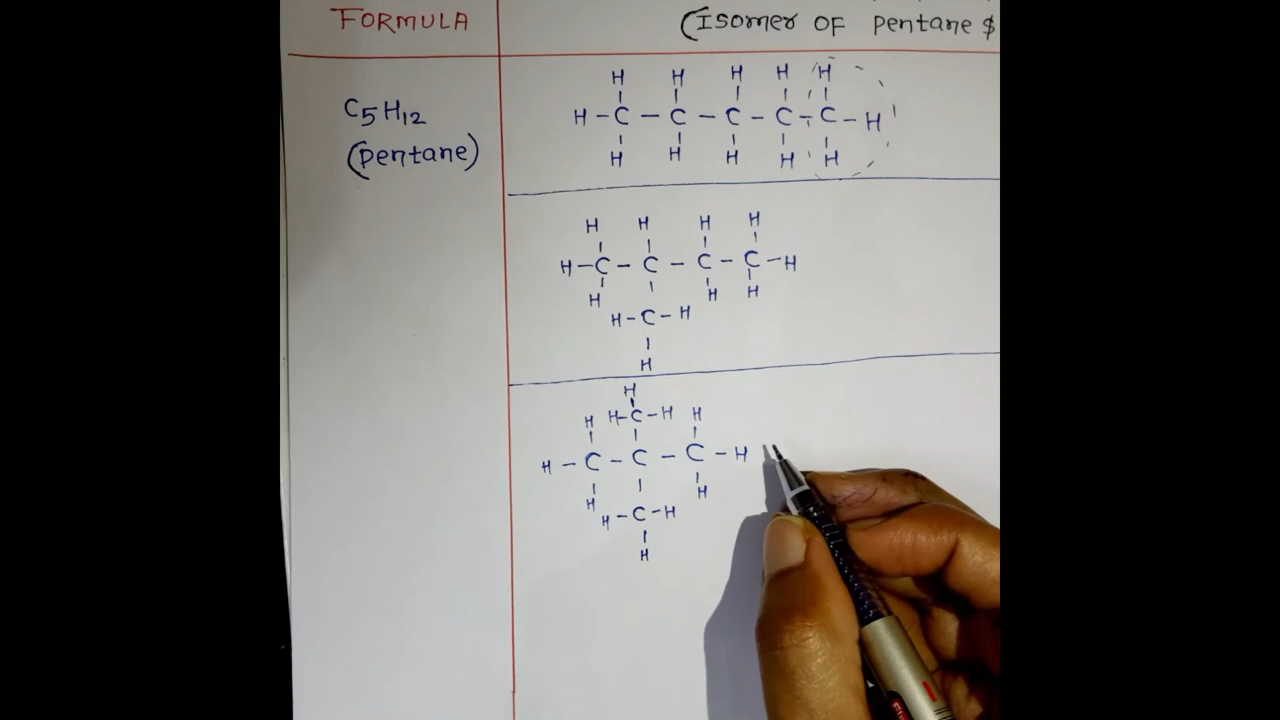 FORMULA
(Isomer OF Pentane $
C5H12
(Pentane)
H H H H H
H - C - C - C - C - C - H
H H H H H
H H H H
H - C - C - C - C - H
H H H
H - C - H
H
H
H H - C - H H
H - C - C - C - H
H H
H - C - H
H